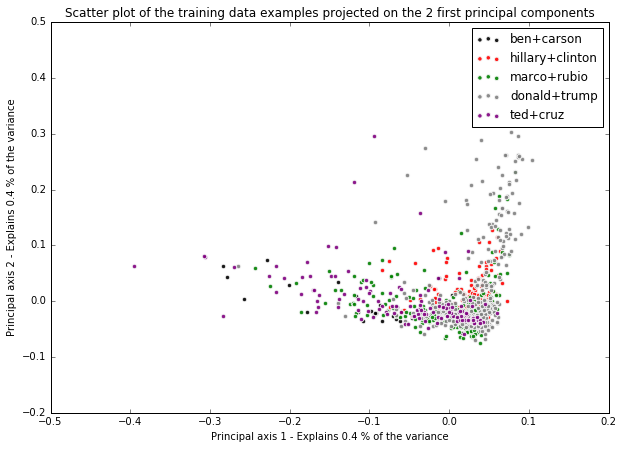 Scatter plot of the training data examples projected on the 2 first principal components
ben+carson
hillary+clinton
marco+rubio
donald+trump
ted+cruz
0.5
0.4
0.3
0.2
0.1
0.0
−0.1
−0.2
Principal axis 2 - Explains 0.4 % of the variance
−0.5
−0.4
−0.3
−0.2
−0.1
0.0
0.1
0.2
Principal axis 1 - Explains 0.4 % of the variance